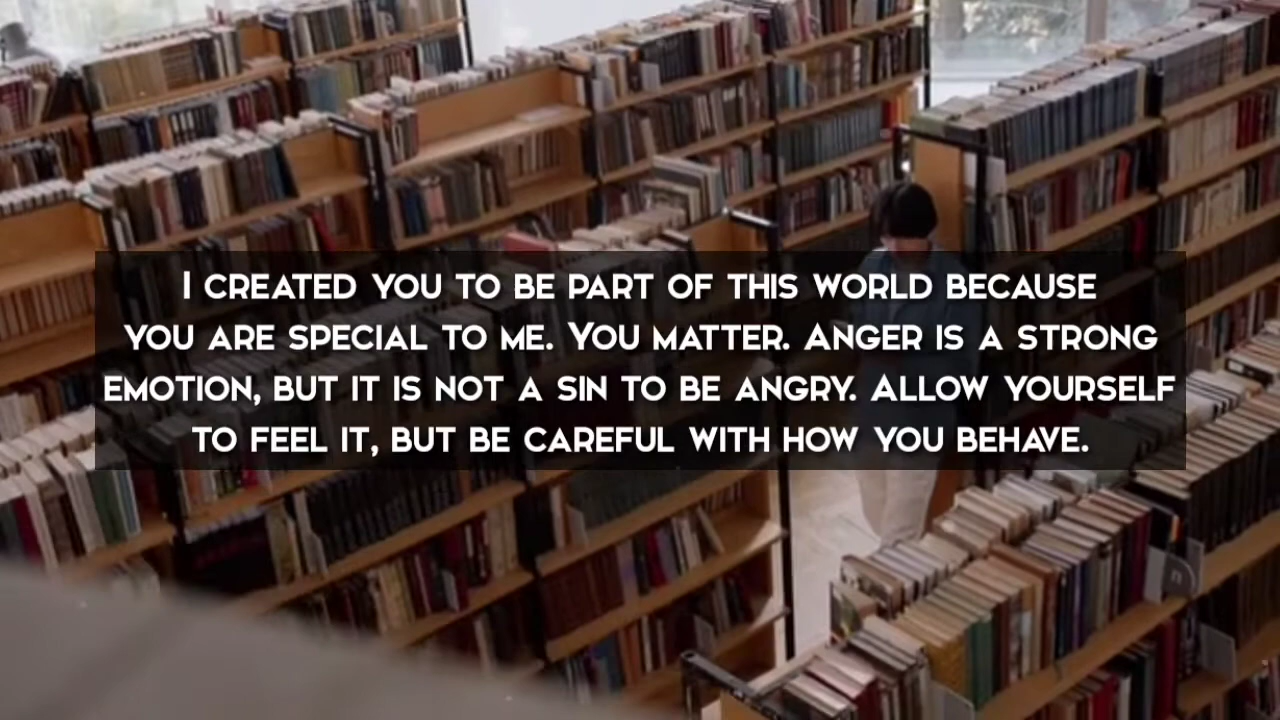 I CREATED YOU TO BE PART OF THIS WORLD BECAUSE
YOU ARE SPECIAL TO ME. YOU MATTER. ANGER IS A STRONG
EMOTION, BUT IT IS NOT A SIN TO BE ANGRY. ALLOW YOURSELF
TO FEEL IT, BUT BE CAREFUL WITH HOW YOU BEHAVE.